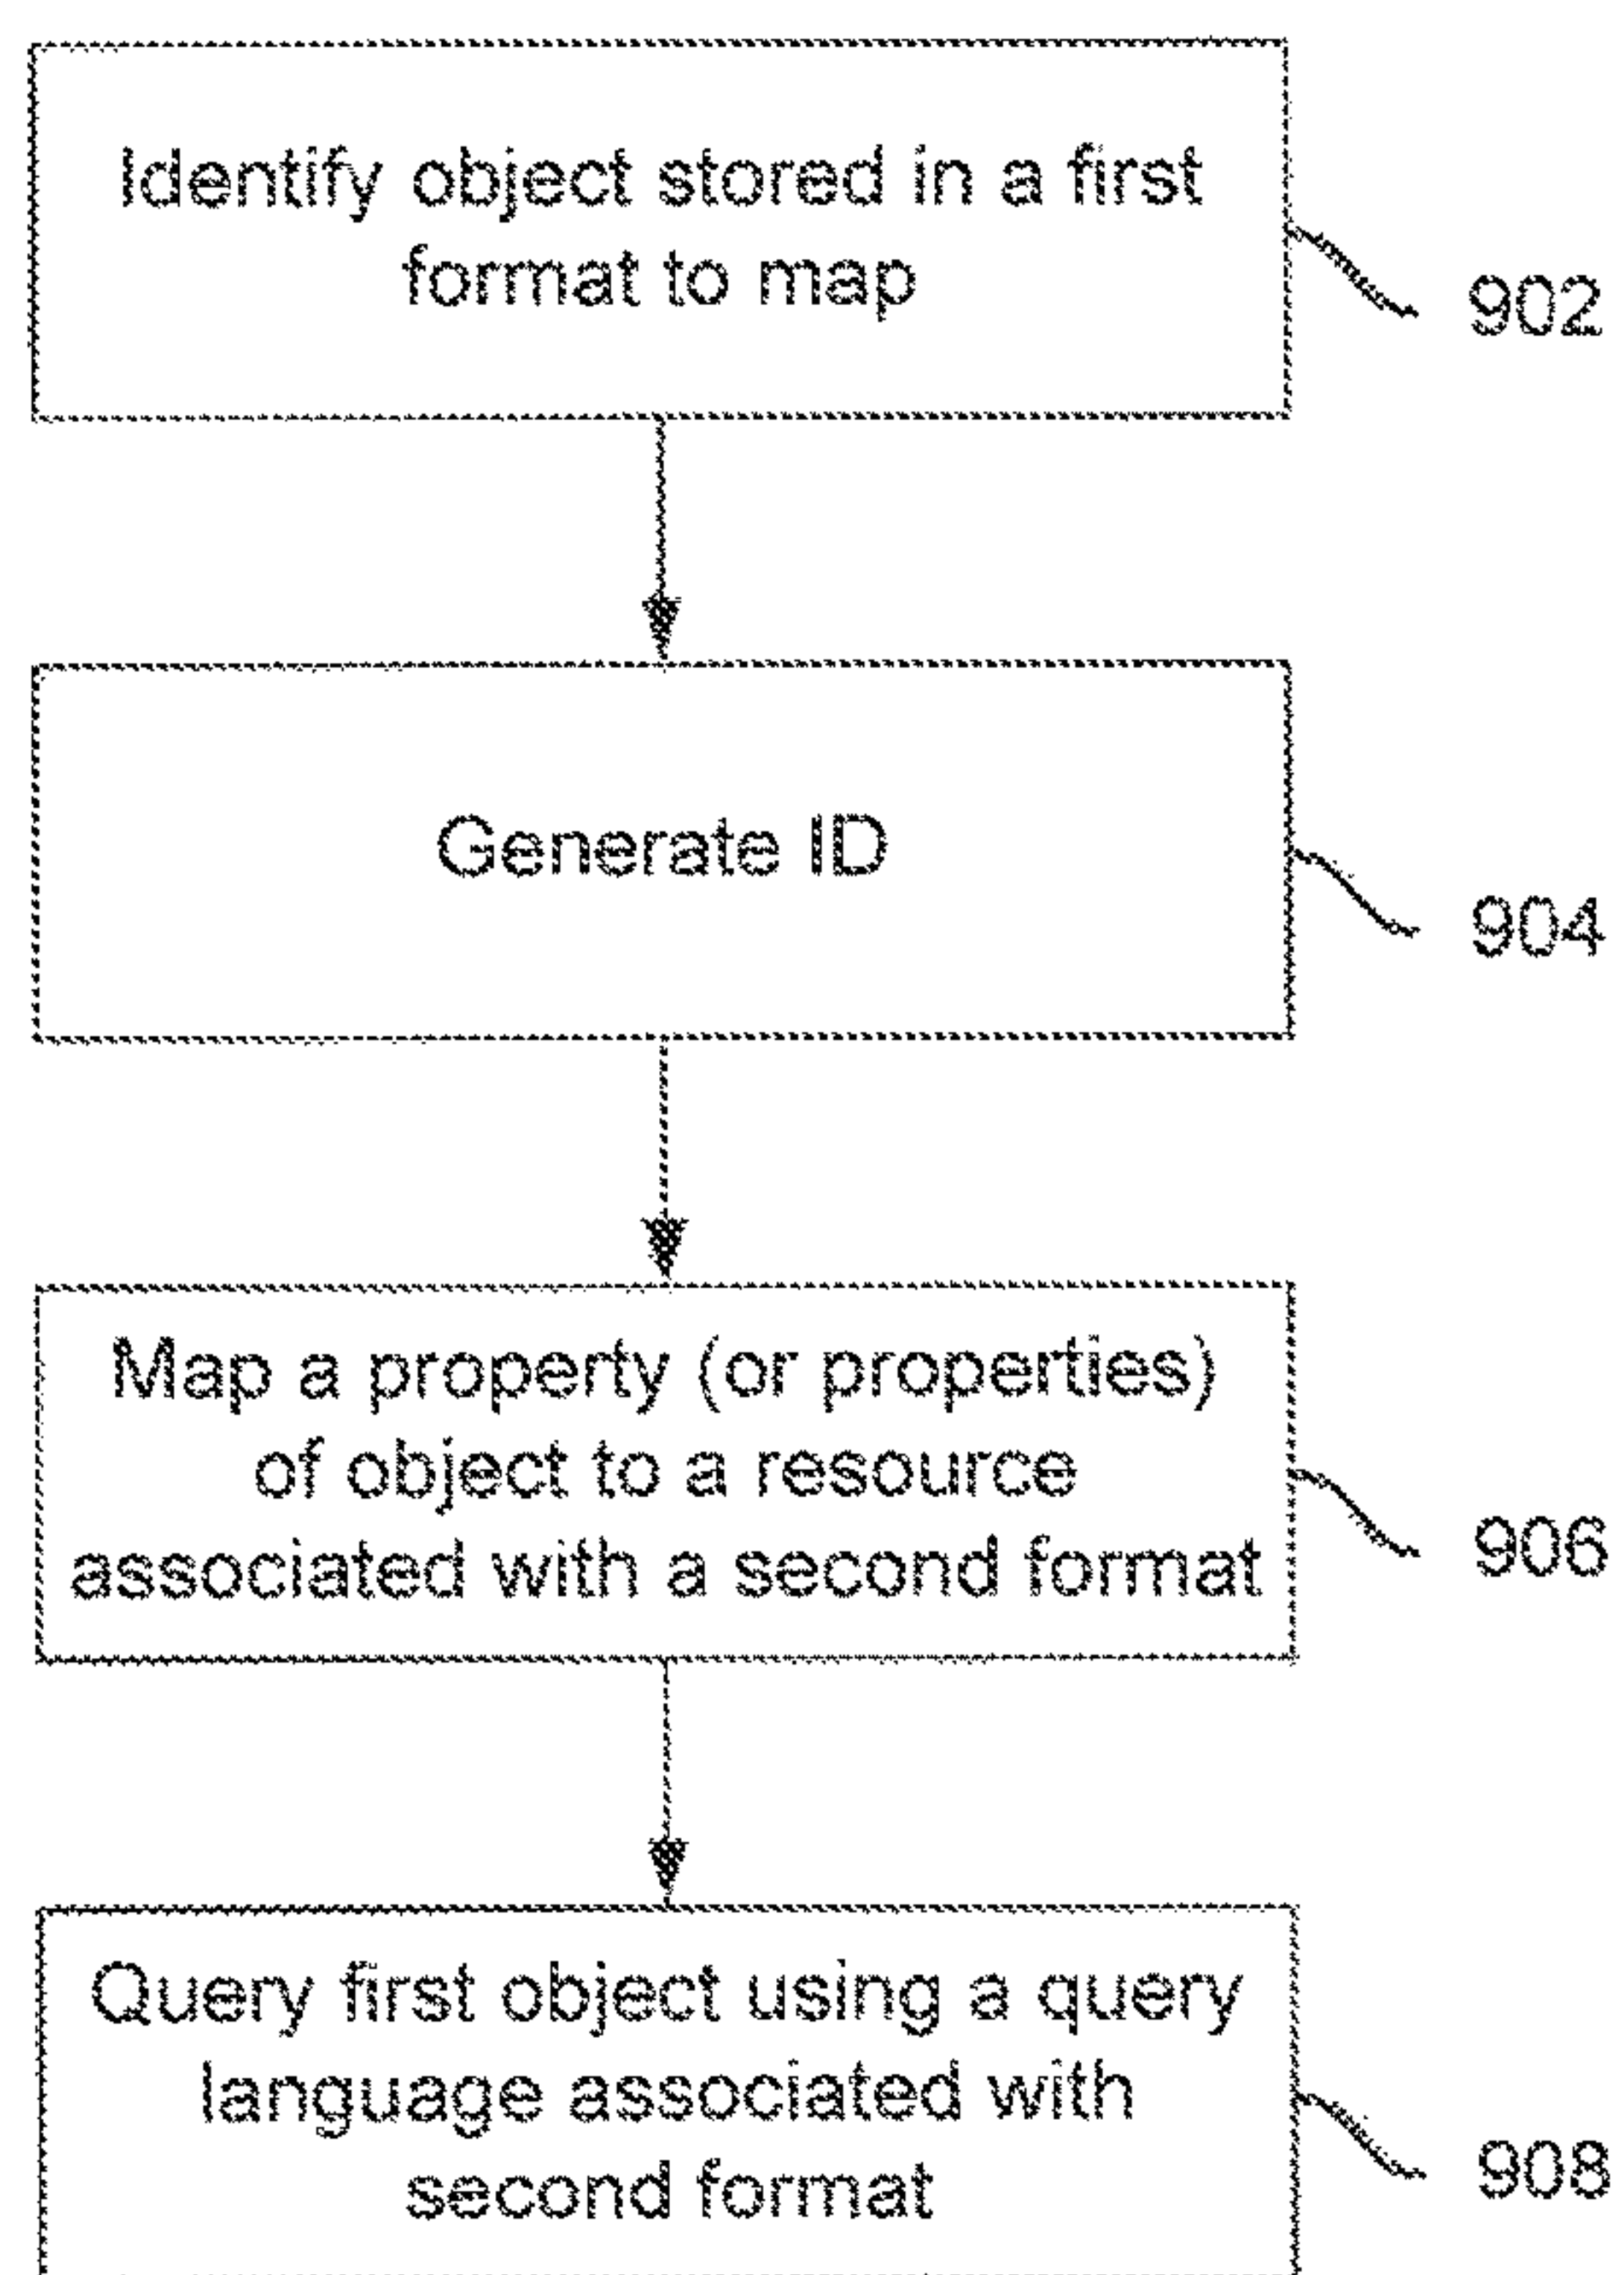 Identify object stored in a first
format to map
902
Generate ID
904
Map a property (or properties)
of object to a resource
associated with a second format
906
Query first object using a query
language associated with
second format
908